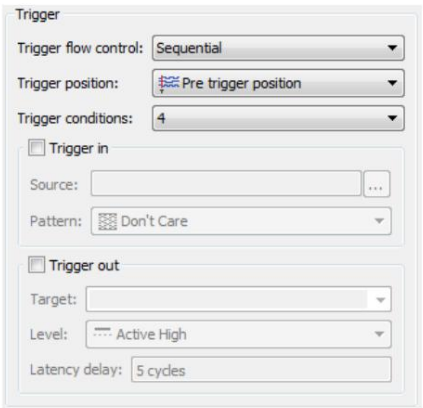 Trigger
Trigger flow control: Sequential
Trigger position: Pre trigger position
Trigger conditions: 4
Trigger in
Source: ...
Pattern: Don't Care
Trigger out
Target:
Level: Active High
Latency delay: 5 cycles